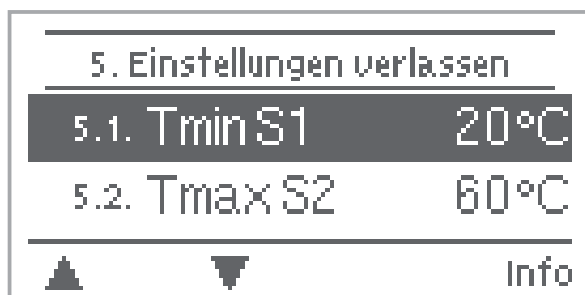 5. Einstellungen verlassen
5.1. Tmin S1 20°C
5.2. Tmax S2 60°C
▲ ▼ Info